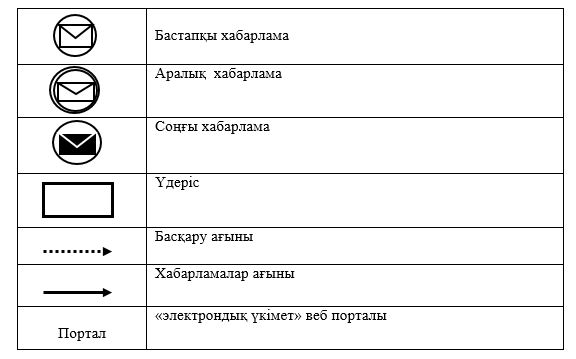 Бастапқы хабарлама
Аралық хабарлама
Соңғы хабарлама
Үдеріс
Басқару ағыны
Хабарламалар ағыны
Портал
«электрондық үкімет» веб порталы